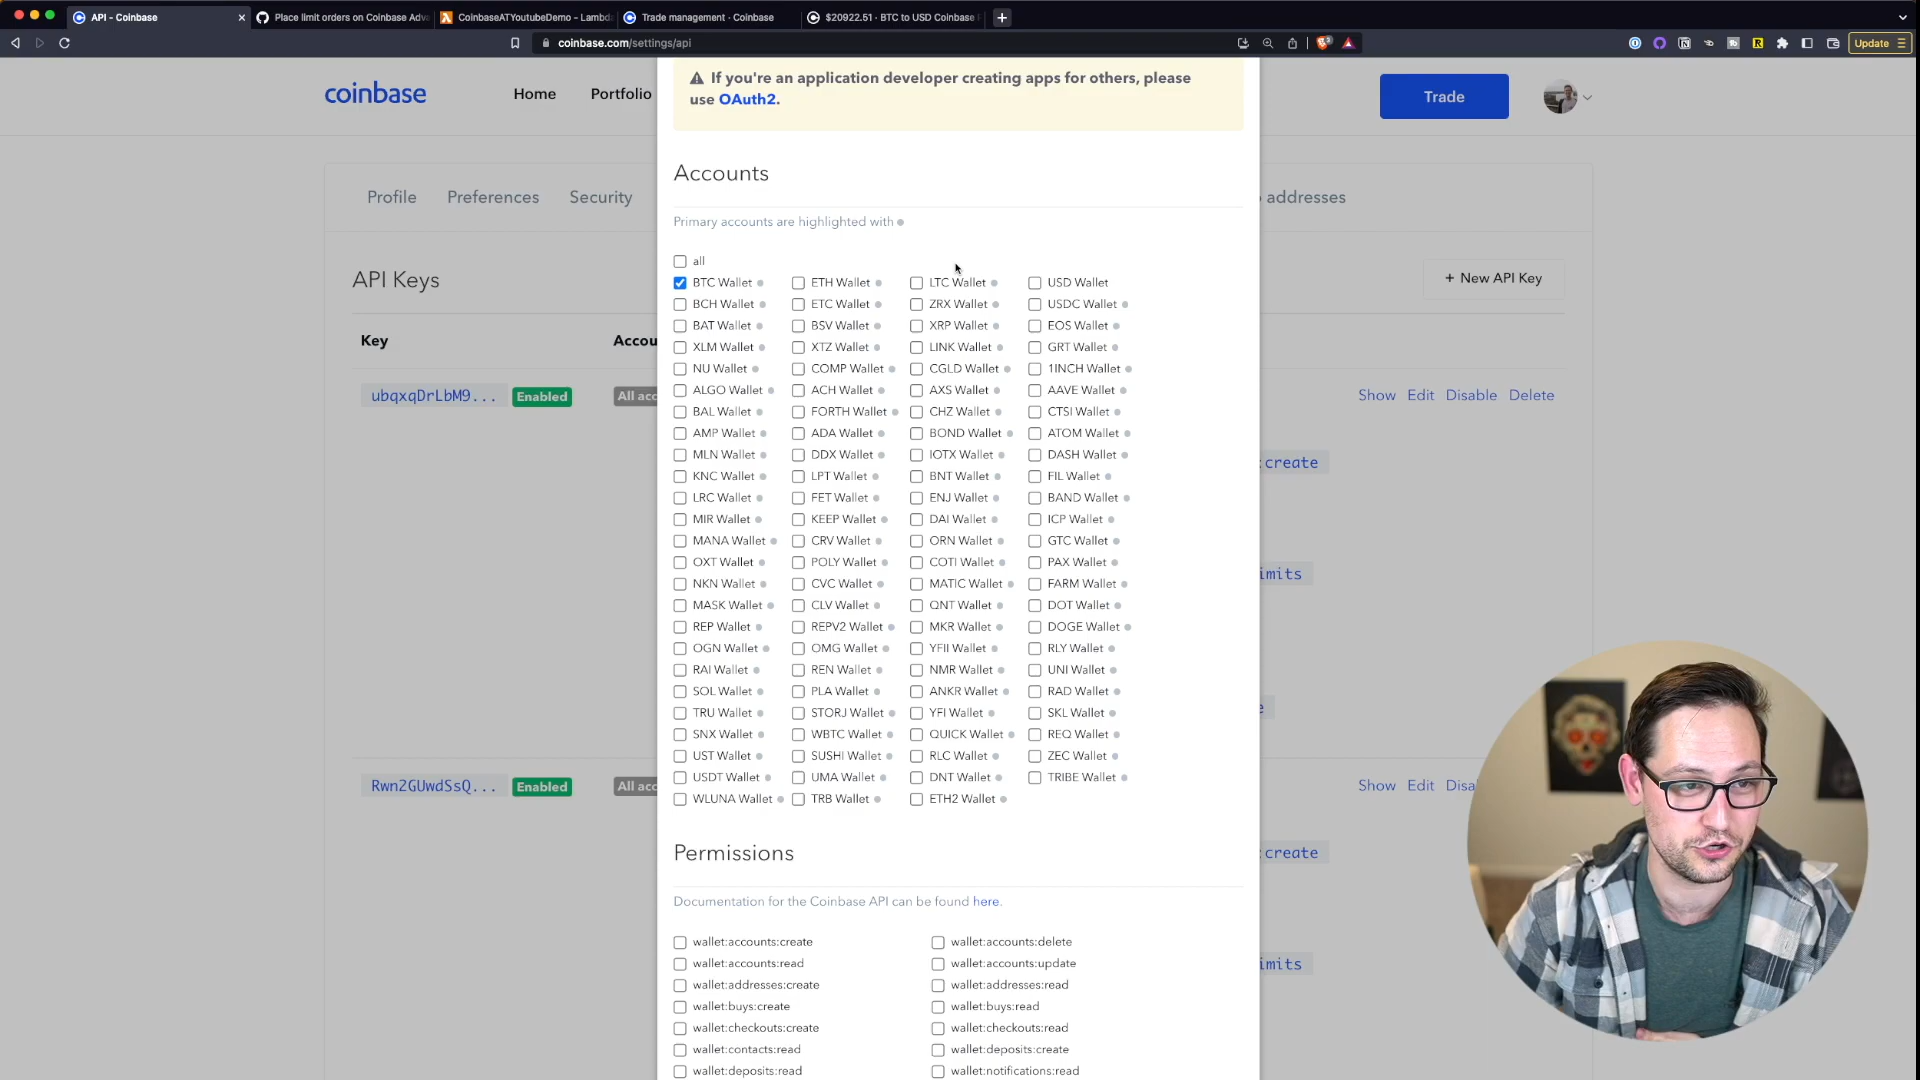 API - Coinbase
Place limit orders on Coinbase Adv
CoinbaseATYoutubeDemo - Lambd
Trade management · Coinbase
$20922.51 · BTC to USD Coinbase
coinbase.com/settings/api
Update
coinbase
Home
Portfolio
Trade
If you're an application developer creating apps for others, please
use OAuth2.
Profile
Preferences
Security
addresses
API Keys
+ New API Key
Key
Accou
ubqxqDrLbM9...
Enabled
All acc
Show
Edit
Disable
Delete
:create
imits
e
Rwn2GUwdSsQ...
Enabled
All acc
Show
Edit
Disa
:create
imits
Accounts
Primary accounts are highlighted with
all
BTC Wallet ETH Wallet LTC Wallet USD Wallet
BCH Wallet ETC Wallet ZRX Wallet USDC Wallet
BAT Wallet BSV Wallet XRP Wallet EOS Wallet
XLM Wallet XTZ Wallet LINK Wallet GRT Wallet
NU Wallet COMP Wallet CGLD Wallet 1INCH Wallet
ALGO Wallet ACH Wallet AXS Wallet AAVE Wallet
BAL Wallet FORTH Wallet CHZ Wallet CTSI Wallet
AMP Wallet ADA Wallet BOND Wallet ATOM Wallet
MLN Wallet DDX Wallet IOTX Wallet DASH Wallet
KNC Wallet LPT Wallet BNT Wallet FIL Wallet
LRC Wallet FET Wallet ENJ Wallet BAND Wallet
MIR Wallet KEEP Wallet DAI Wallet ICP Wallet
MANA Wallet CRV Wallet ORN Wallet GTC Wallet
OXT Wallet POLY Wallet COTI Wallet PAX Wallet
NKN Wallet CVC Wallet MATIC Wallet FARM Wallet
MASK Wallet CLV Wallet QNT Wallet DOT Wallet
REP Wallet REPV2 Wallet MKR Wallet DOGE Wallet
OGN Wallet OMG Wallet YFII Wallet RLY Wallet
RAI Wallet REN Wallet NMR Wallet UNI Wallet
SOL Wallet PLA Wallet ANKR Wallet RAD Wallet
TRU Wallet STORJ Wallet YFI Wallet SKL Wallet
SNX Wallet WBTC Wallet QUICK Wallet REQ Wallet
UST Wallet SUSHI Wallet RLC Wallet ZEC Wallet
USDT Wallet UMA Wallet DNT Wallet TRIBE Wallet
WLUNA Wallet TRB Wallet ETH2 Wallet
Permissions
Documentation for the Coinbase API can be found here.
wallet:accounts:create wallet:accounts:delete
wallet:accounts:read wallet:accounts:update
wallet:addresses:create wallet:addresses:read
wallet:buys:create wallet:buys:read
wallet:checkouts:create wallet:checkouts:read
wallet:contacts:read wallet:deposits:create
wallet:deposits:read wallet:notifications:read